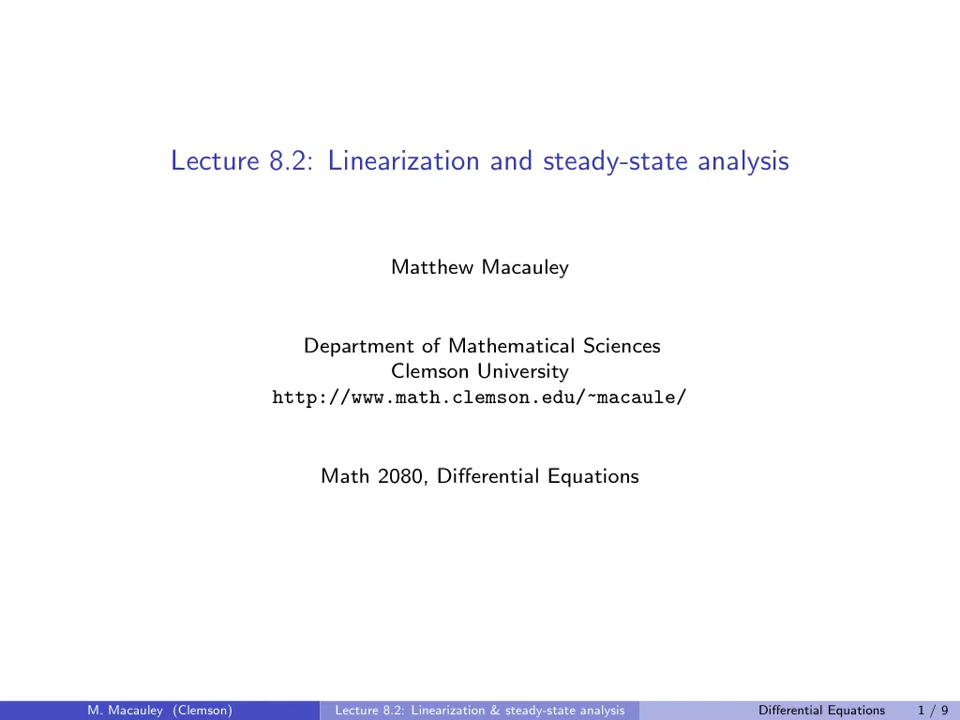 Lecture 8.2: Linearization and steady-state analysis
Matthew Macauley
Department of Mathematical Sciences
Clemson University
http://www.math.clemson.edu/~macaule/
Math 2080, Differential Equations
M. Macauley (Clemson) Lecture 8.2: Linearization & steady-state analysis Differential Equations 1 / 9